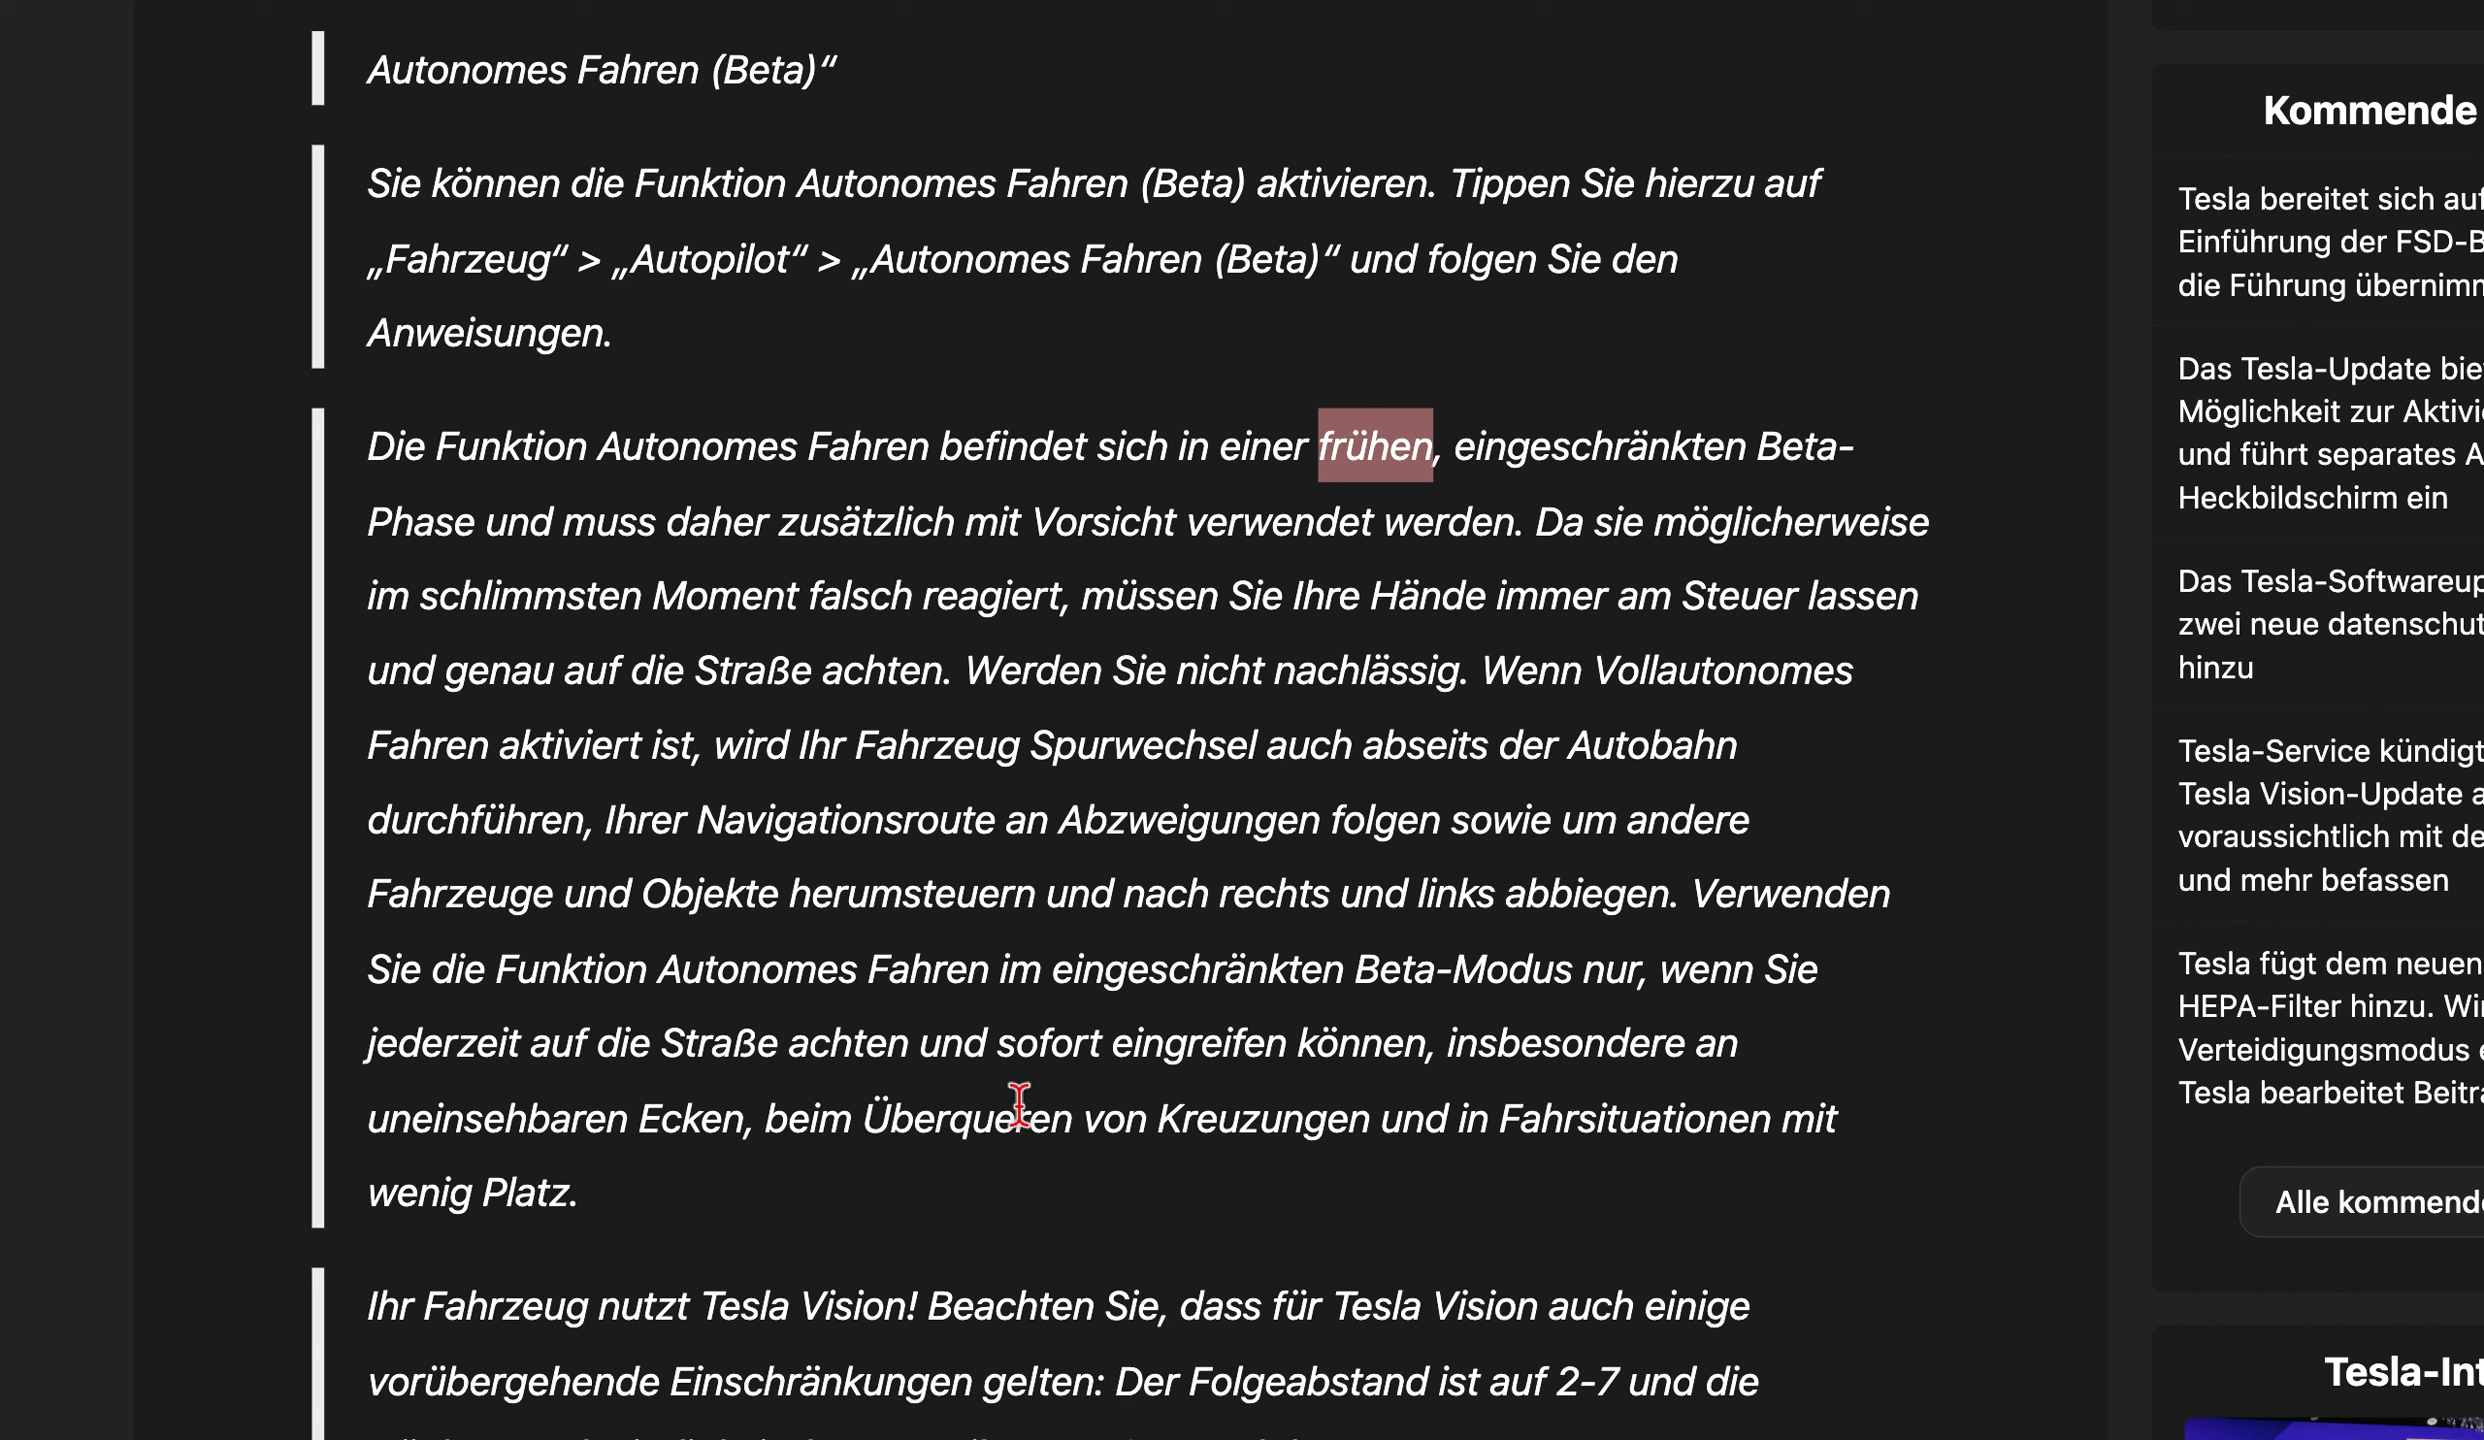 Autonomes Fahren (Beta)“
Sie können die Funktion Autonomes Fahren (Beta) aktivieren. Tippen Sie hierzu auf
„Fahrzeug“ > „Autopilot“ > „Autonomes Fahren (Beta)“ und folgen Sie den
Anweisungen.
Die Funktion Autonomes Fahren befindet sich in einer frühen, eingeschränkten Beta-
Phase und muss daher zusätzlich mit Vorsicht verwendet werden. Da sie möglicherweise
im schlimmsten Moment falsch reagiert, müssen Sie Ihre Hände immer am Steuer lassen
und genau auf die Straße achten. Werden Sie nicht nachlässig. Wenn Vollautonomes
Fahren aktiviert ist, wird Ihr Fahrzeug Spurwechsel auch abseits der Autobahn
durchführen, Ihrer Navigationsroute an Abzweigungen folgen sowie um andere
Fahrzeuge und Objekte herumsteuern und nach rechts und links abbiegen. Verwenden
Sie die Funktion Autonomes Fahren im eingeschränkten Beta-Modus nur, wenn Sie
jederzeit auf die Straße achten und sofort eingreifen können, insbesondere an
uneinsehbaren Ecken, beim Überqueren von Kreuzungen und in Fahrsituationen mit
wenig Platz.
Ihr Fahrzeug nutzt Tesla Vision! Beachten Sie, dass für Tesla Vision auch einige
vorübergehende Einschränkungen gelten: Der Folgeabstand ist auf 2-7 und die
Kommende
Tesla bereitet sich auf
Einführung der FSD-B
die Führung übernimm
Das Tesla-Update bie
Möglichkeit zur Aktivi
und führt separates A
Heckbildschirm ein
Das Tesla-Softwareup
zwei neue datenschut
hinzu
Tesla-Service kündigt
Tesla Vision-Update a
voraussichtlich mit de
und mehr befassen
Tesla fügt dem neuen
HEPA-Filter hinzu. Wi
Verteidigungsmodus e
Tesla bearbeitet Beitr
Alle kommend
Tesla-Int